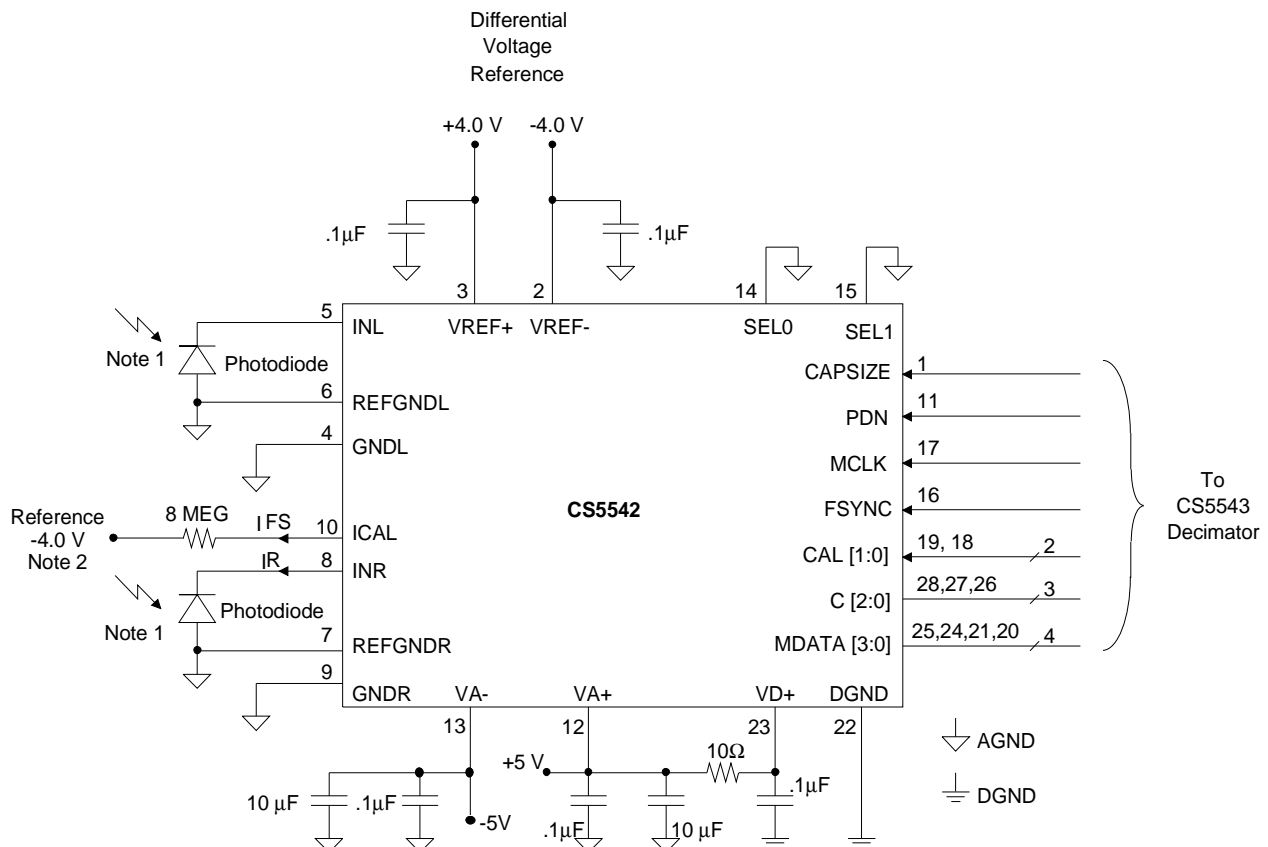 Differential
Voltage
Reference
+4.0 V
-4.0 V
.1µF
.1µF
3
2
14
15
5
INL
VREF+
VREF-
SEL0
SEL1
Note 1
Photodiode
CAPSIZE
1
6
REFGNDL
PDN
11
4
GNDL
MCLK
17
CS5542
FSYNC
16
To
CS5543
Decimator
Reference
-4.0 V
Note 2
8 MEG
I FS
10
ICAL
IR
8
INR
CAL [1:0]
19, 18
2
C [2:0]
28,27,26
3
Note 1
Photodiode
7
REFGNDR
MDATA [3:0]
25,24,21,20
4
9
GNDR
VA-
VA+
VD+
DGND
13
12
23
22
AGND
+5 V
10Ω
10 µF
.1µF
-5V
.1µF
10 µF
.1µF
DGND